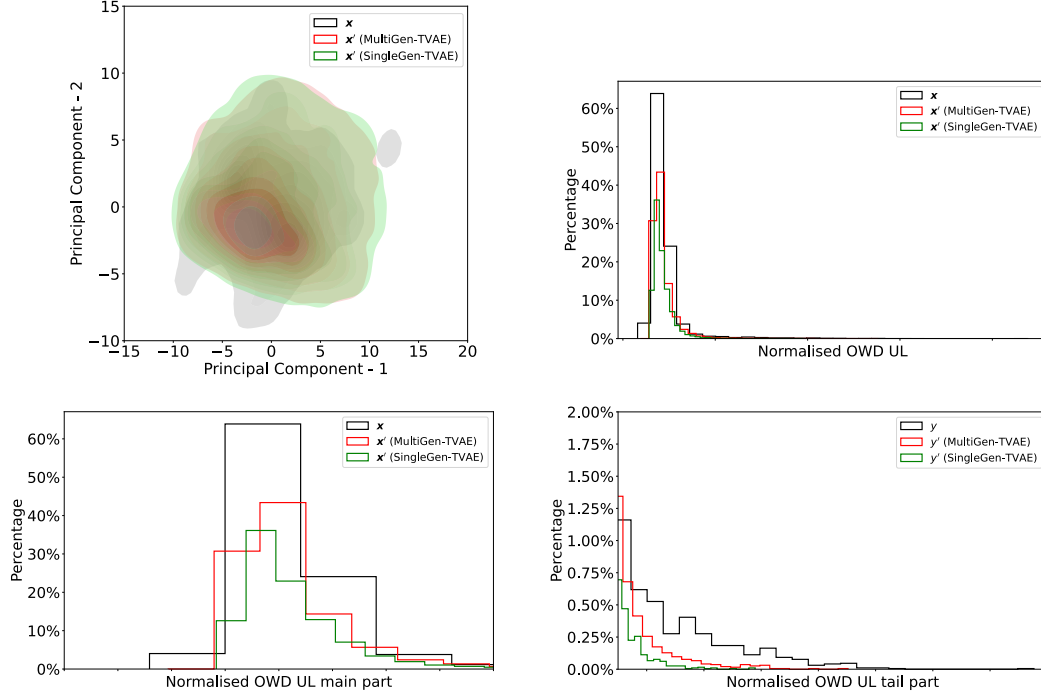 15
10
5
0
−5
−10
−15
−10
−5
0
5
10
15
20
Principal Component - 2
Principal Component - 1
x
x′ (MultiGen-TVAE)
x′ (SingleGen-TVAE)
60%
50%
40%
30%
20%
10%
0%
Percentage
Normalised OWD UL
x
x′ (MultiGen-TVAE)
x′ (SingleGen-TVAE)
60%
50%
40%
30%
20%
10%
0%
Percentage
Normalised OWD UL main part
x
x′ (MultiGen-TVAE)
x′ (SingleGen-TVAE)
2.00%
1.75%
1.50%
1.25%
1.00%
0.75%
0.50%
0.25%
0.00%
Percentage
Normalised OWD UL tail part
y
y′ (MultiGen-TVAE)
y′ (SingleGen-TVAE)